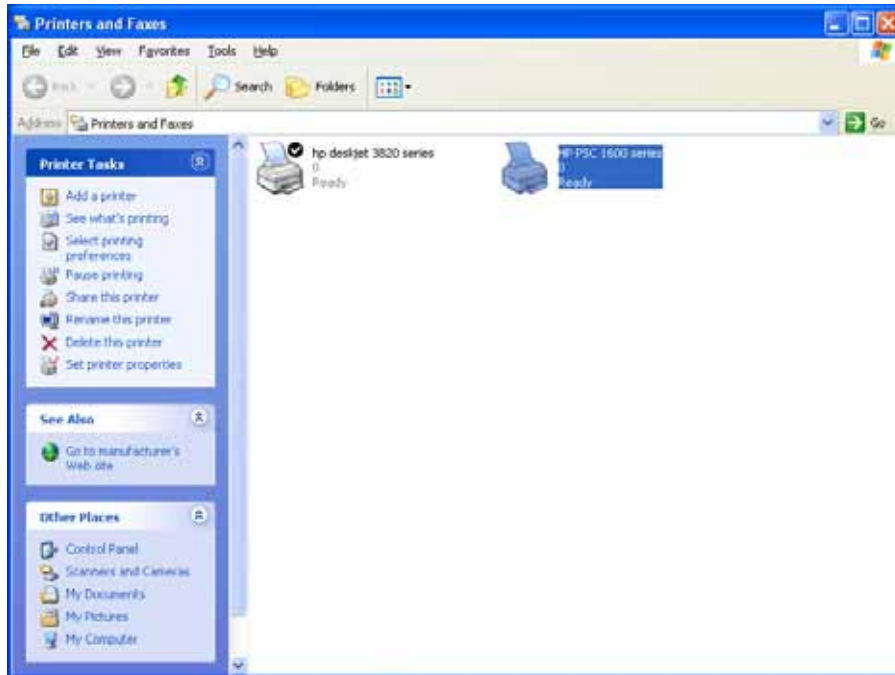 Printers and Faxes
File Edit View Favorites Tools Help
Back Search Folders
Address Printers and Faxes Go
Printer Tasks
Add a printer
See what's printing
Select printing
preferences
Pause printing
Share this printer
Rename this printer
Delete this printer
Set printer properties
See Also
Go to manufacturer's
Web site
Other Places
Control Panel
Scanners and Cameras
My Documents
My Pictures
My Computer
hp deskjet 3820 series
0
Ready
HP PSC 1600 series
0
Ready